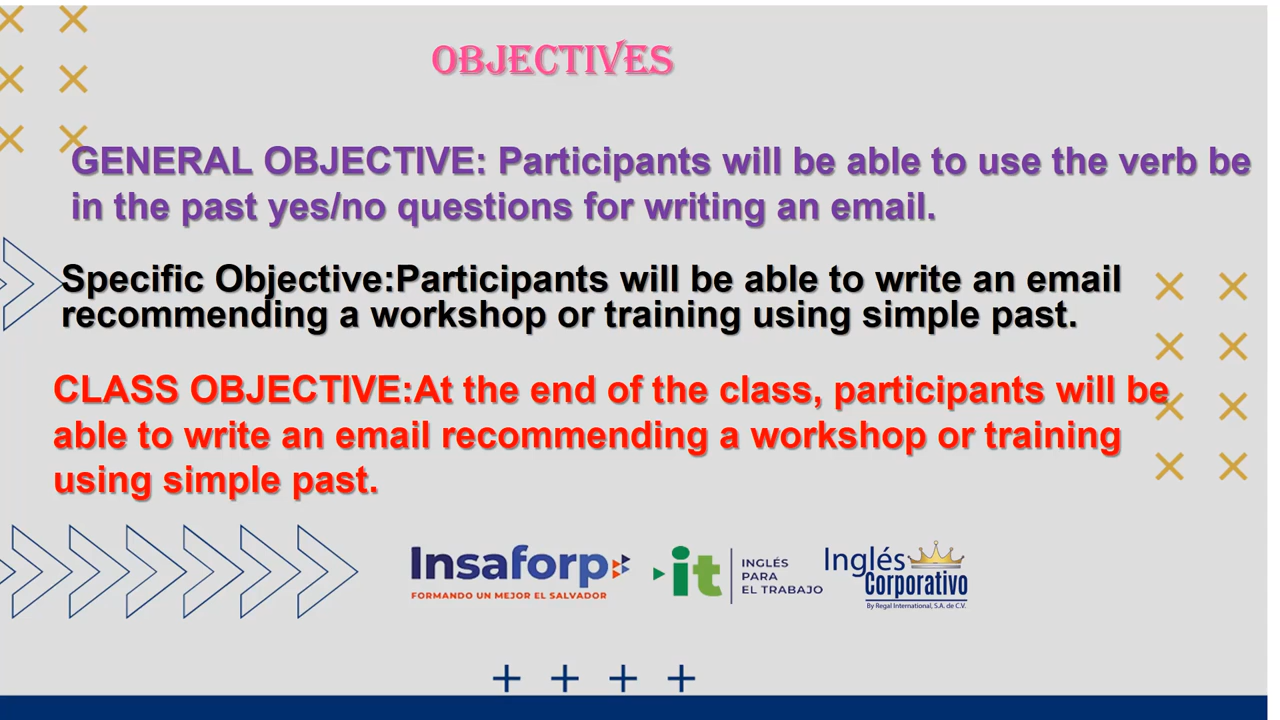 OBJECTIVES
GENERAL OBJECTIVE: Participants will be able to use the verb be
in the past yes/no questions for writing an email.
Specific Objective:Participants will be able to write an email
recommending a workshop or training using simple past.
CLASS OBJECTIVE:At the end of the class, participants will be
able to write an email recommending a workshop or training
using simple past.
Insaforp
FORMANDO UN MEJOR EL SALVADOR
it
INGLÉS
PARA
EL TRABAJO
Inglés
Corporativo
By Regal International, S.A. de C.V.